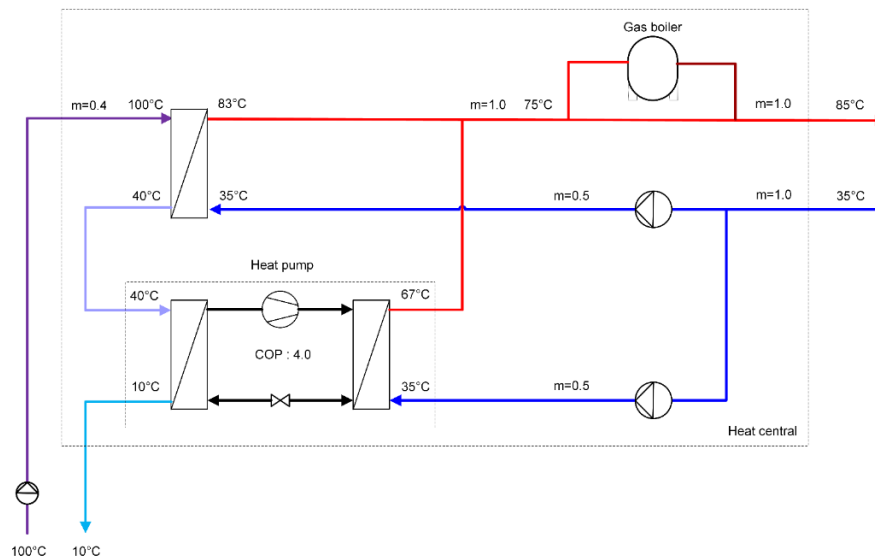 Gas boiler
m=0.4
100°C
83°C
m=1.0
75°C
m=1.0
85°C
40°C
35°C
m=0.5
m=1.0
35°C
Heat pump
40°C
67°C
COP : 4.0
10°C
35°C
m=0.5
Heat central
100°C
10°C